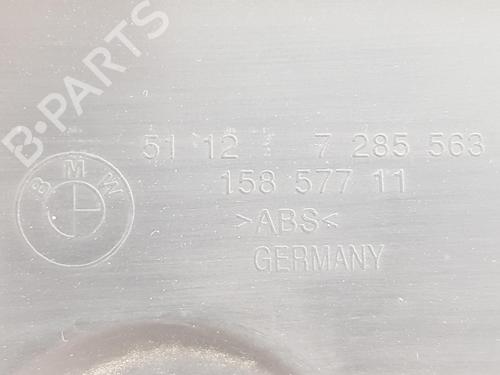 B-PARTS
BMW
51 12 7 285 563
158 577 11
>ABS<
GERMANY